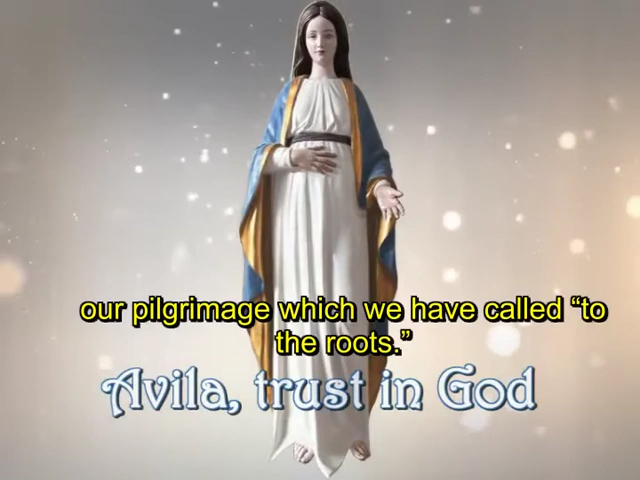 our pilgrimage which we have called “to
the roots.”
Avila, trust in God